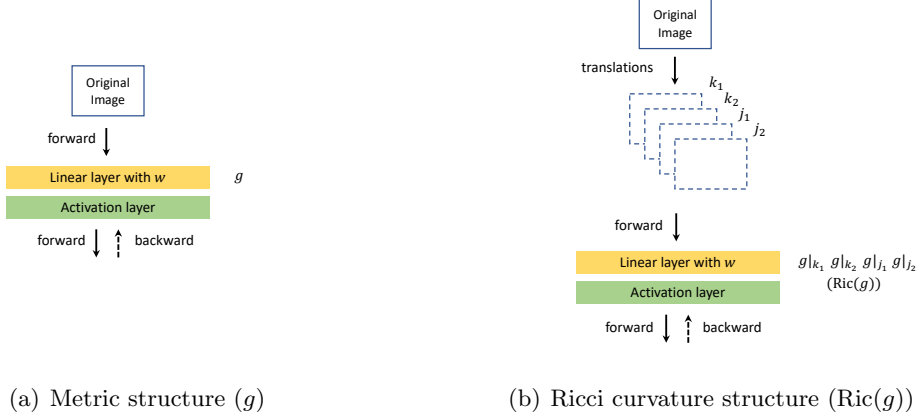 Original
Image
forward
Linear layer with w
g
Activation layer
forward
backward
(a) Metric structure (g)
Original
Image
translations
k₁
k₂
j₁
j₂
forward
Linear layer with w
g|ₖ₁ g|ₖ₂ g|ⱼ₁ g|ⱼ₂
(Ric(g))
Activation layer
forward
backward
(b) Ricci curvature structure (Ric(g))